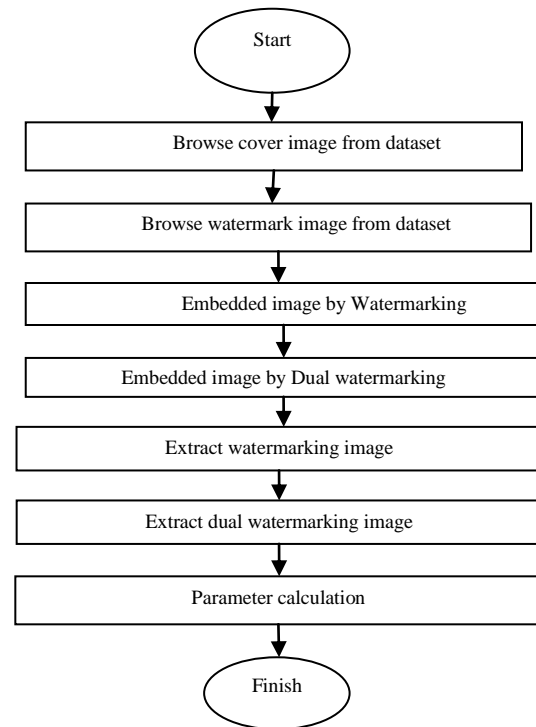 Start
Browse cover image from dataset
Browse watermark image from dataset
Embedded image by Watermarking
Embedded image by Dual watermarking
Extract watermarking image
Extract dual watermarking image
Parameter calculation
Finish